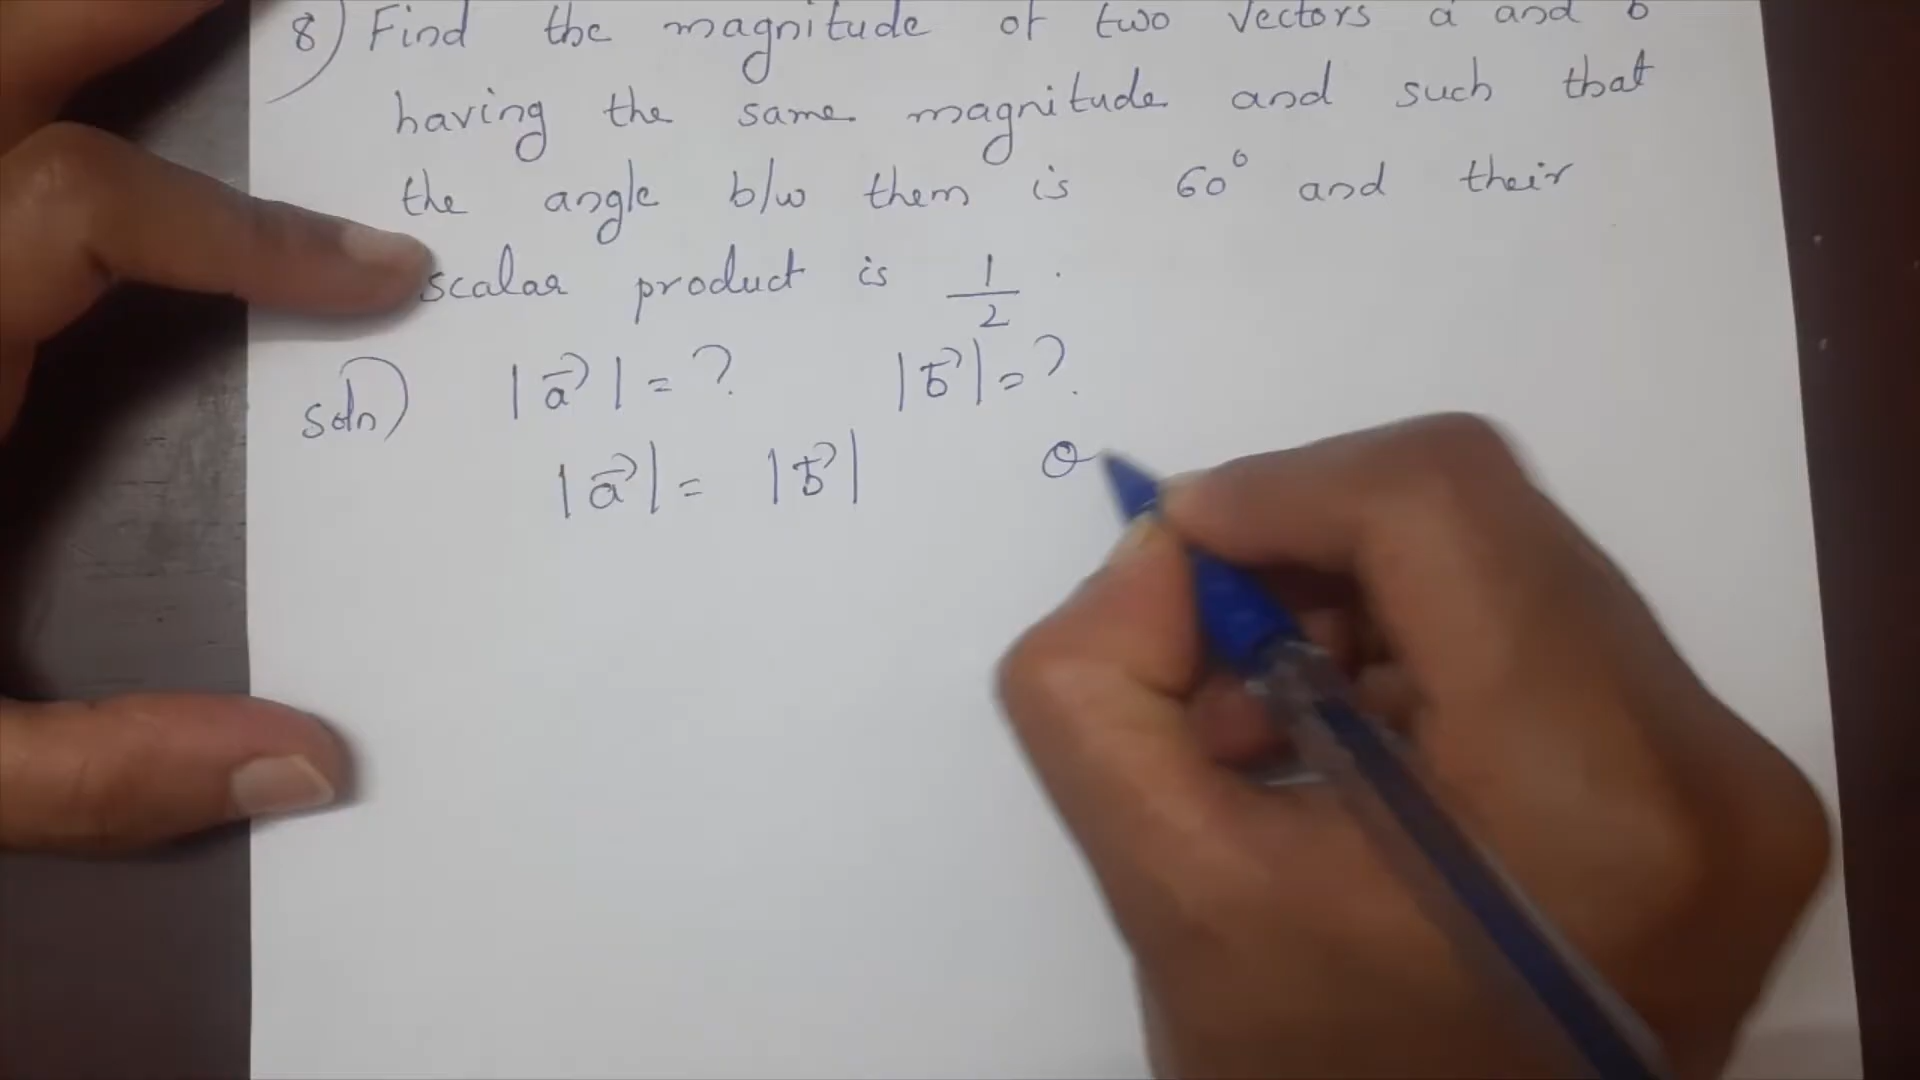 8) Find the magnitude of two vectors a and b
having the same magnitude and such that
the angle b/w them is 60° and their
scalar product is 1/2.
Soln) |a⃗| = ? |b⃗| = ?
|a⃗| = |b⃗| θ